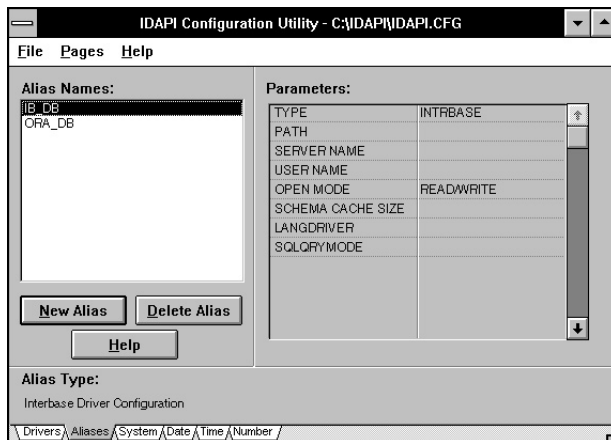 IDAPI Configuration Utility - C:\IDAPI\IDAPI.CFG
File Pages Help
Alias Names:
IB_DB
ORA_DB
New Alias Delete Alias
Help
Parameters:
TYPE INTRBASE
PATH
SERVER NAME
USER NAME
OPEN MODE READ/WRITE
SCHEMA CACHE SIZE
LANGDRIVER
SQLQRYMODE
Alias Type:
Interbase Driver Configuration
Drivers Aliases System Date Time Number